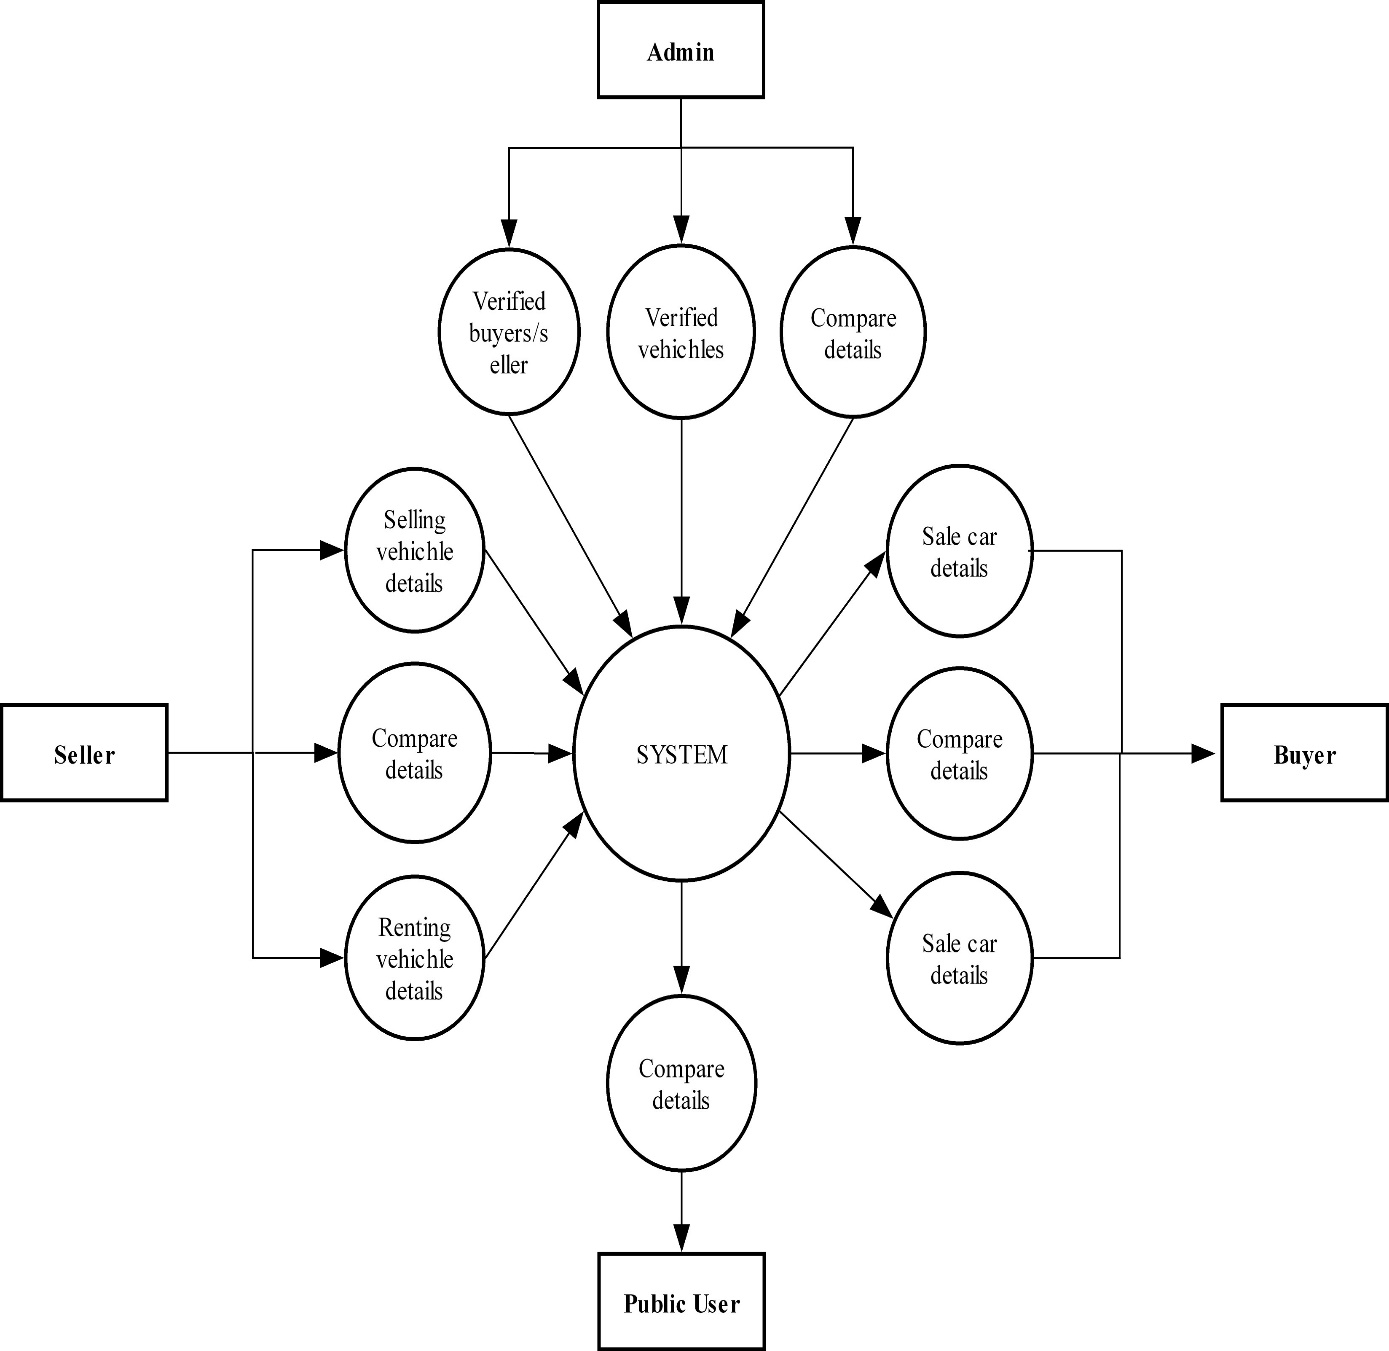 Admin
Verified
buyers/s
eller
Verified
vehichles
Compare
details
Selling
vehichle
details
Sale car
details
Seller
Compare
details
SYSTEM
Compare
details
Buyer
Renting
vehichle
details
Sale car
details
Compare
details
Public User